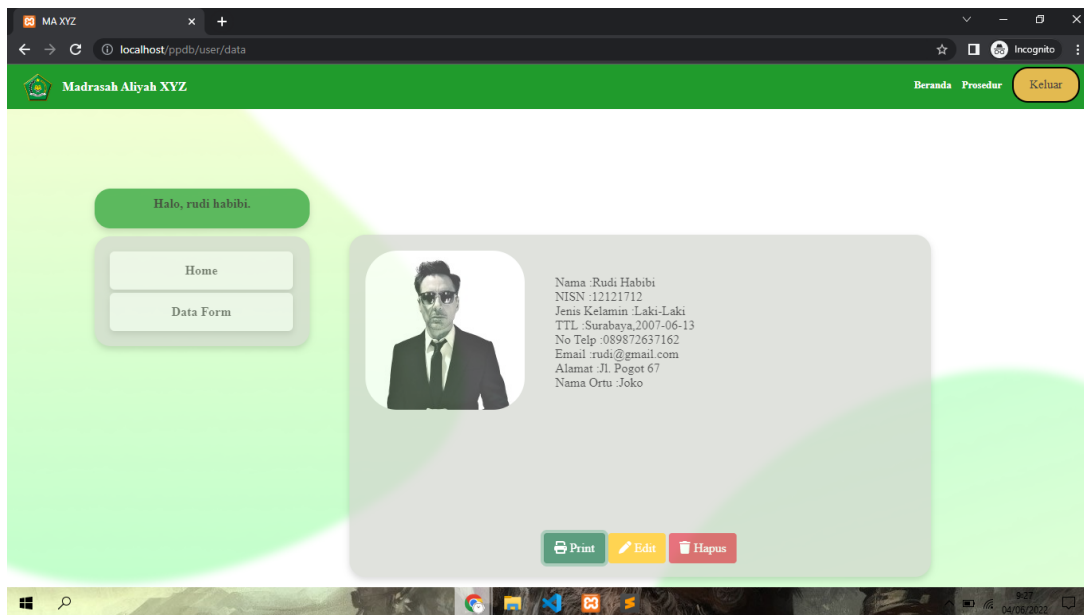 MA XYZ
localhost/ppdb/user/data
Incognito
Madrasah Aliyah XYZ
Beranda Prosedur Keluar
Halo, rudi habibi.
Home
Data Form
Nama :Rudi Habibi
NISN :12121712
Jenis Kelamin :Laki-Laki
TTL :Surabaya,2007-06-13
No Telp :089872637162
Email :rudi@gmail.com
Alamat :Jl. Pogot 67
Nama Ortu :Joko
Print Edit Hapus
9:27
04/08/2022